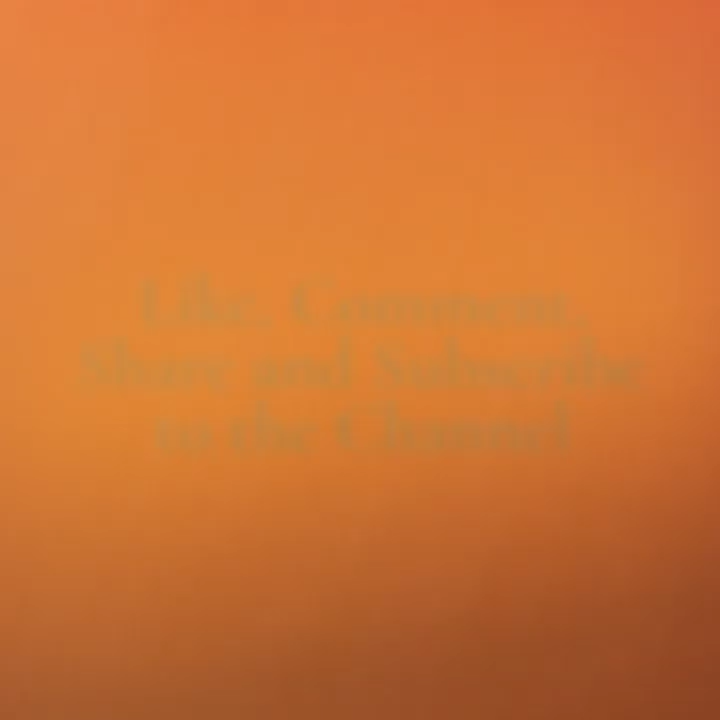 Like, Comment,
Share and Subscribe
to the Channel